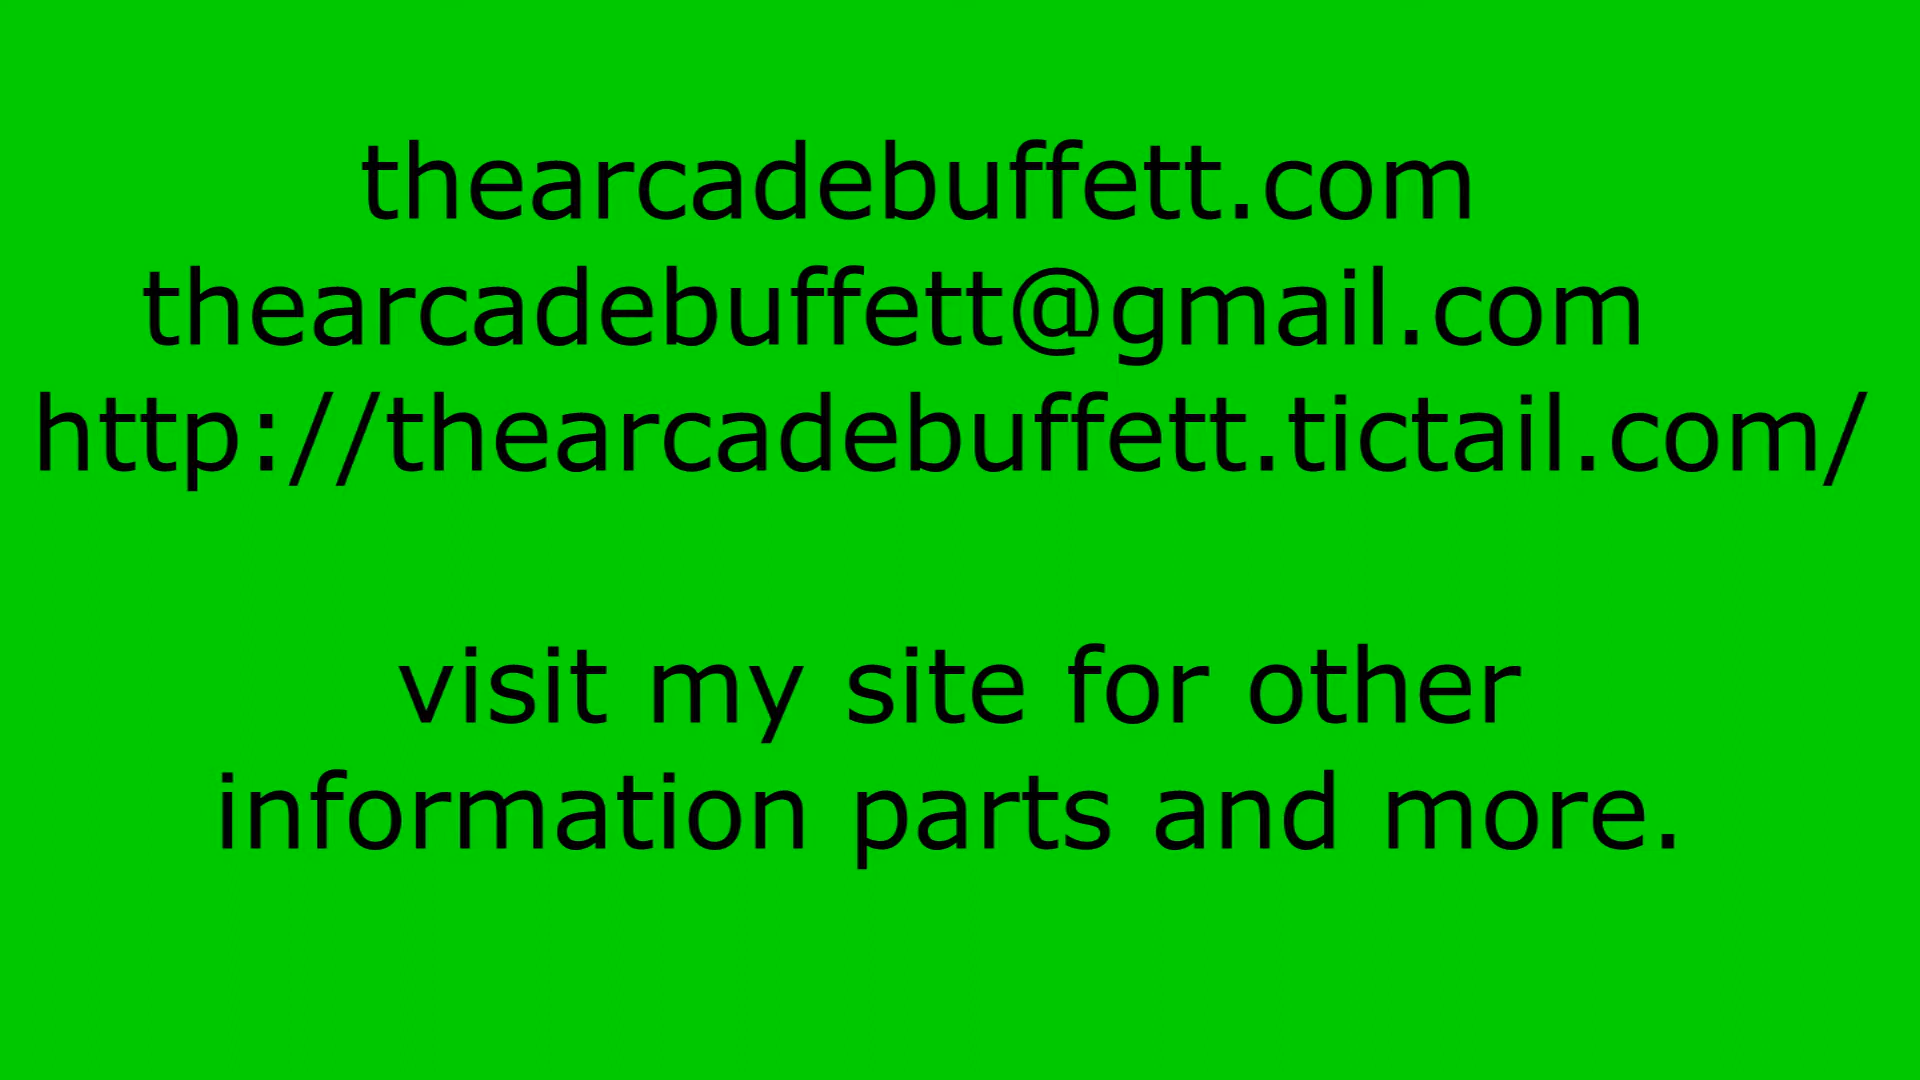 thearcadebuffett.com
thearcadebuffett@gmail.com
http://thearcadebuffett.tictail.com/
visit my site for other
information parts and more.